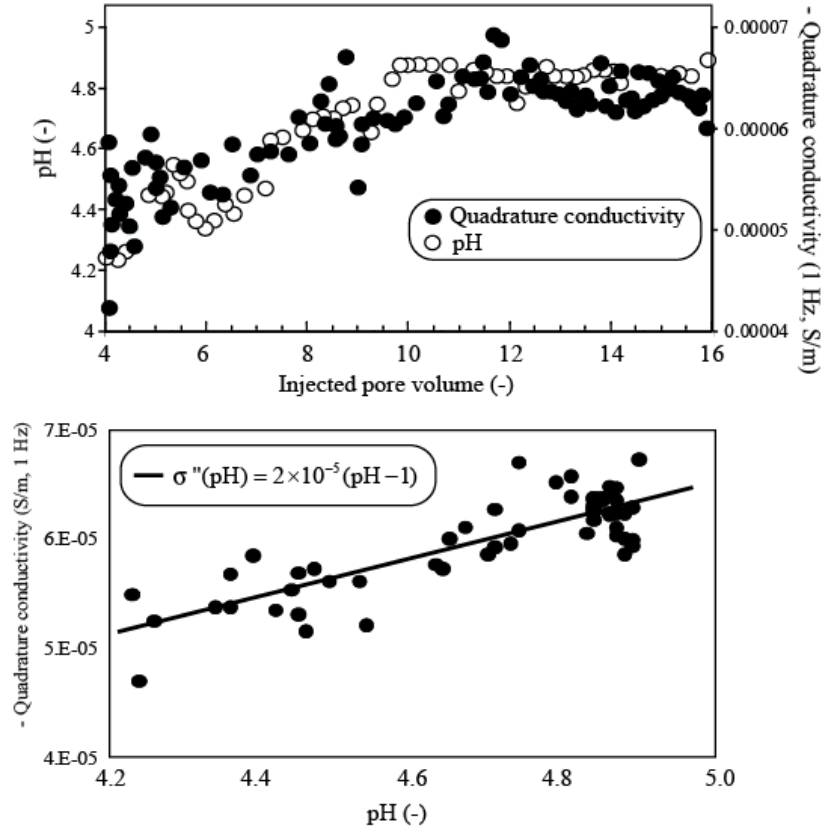 5
4.8
4.6
4.4
4.2
4
pH (-)
0.00007
0.00006
0.00005
0.00004
- Quadrature conductivity (1 Hz, S/m)
Quadrature conductivity
pH
4 6 8 10 12 14 16
Injected pore volume (-)
7.E-05
6.E-05
5.E-05
4.E-05
- Quadrature conductivity (S/m, 1 Hz)
σ "(pH) = 2×10⁻⁵(pH−1)
4.2 4.4 4.6 4.8 5.0
pH (-)